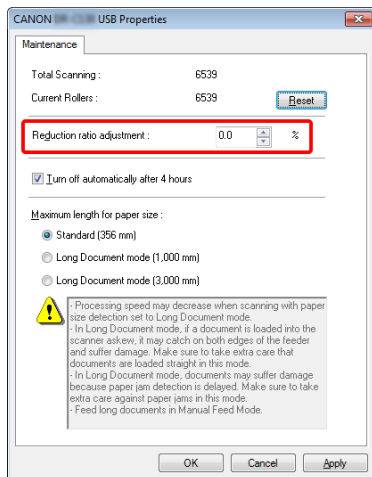 CANON USB Properties
Maintenance
Total Scanning : 6539
Current Rollers : 6539 Reset
Reduction ratio adjustment : 0.0 %
Turn off automatically after 4 hours
Maximum length for paper size :
Standard (356 mm)
Long Document mode (1,000 mm)
Long Document mode (3,000 mm)
- Processing speed may decrease when scanning with paper
size detection set to Long Document mode.
- In Long Document mode, if a document is loaded into the
scanner askew, it may catch on both edges of the feeder
and suffer damage. Make sure to take extra care that
documents are loaded straight in this mode.
- In Long Document mode, documents may suffer damage
because paper jam detection is delayed. Make sure to take
extra care against paper jams in this mode.
- Feed long documents in Manual Feed Mode.
OK Cancel Apply